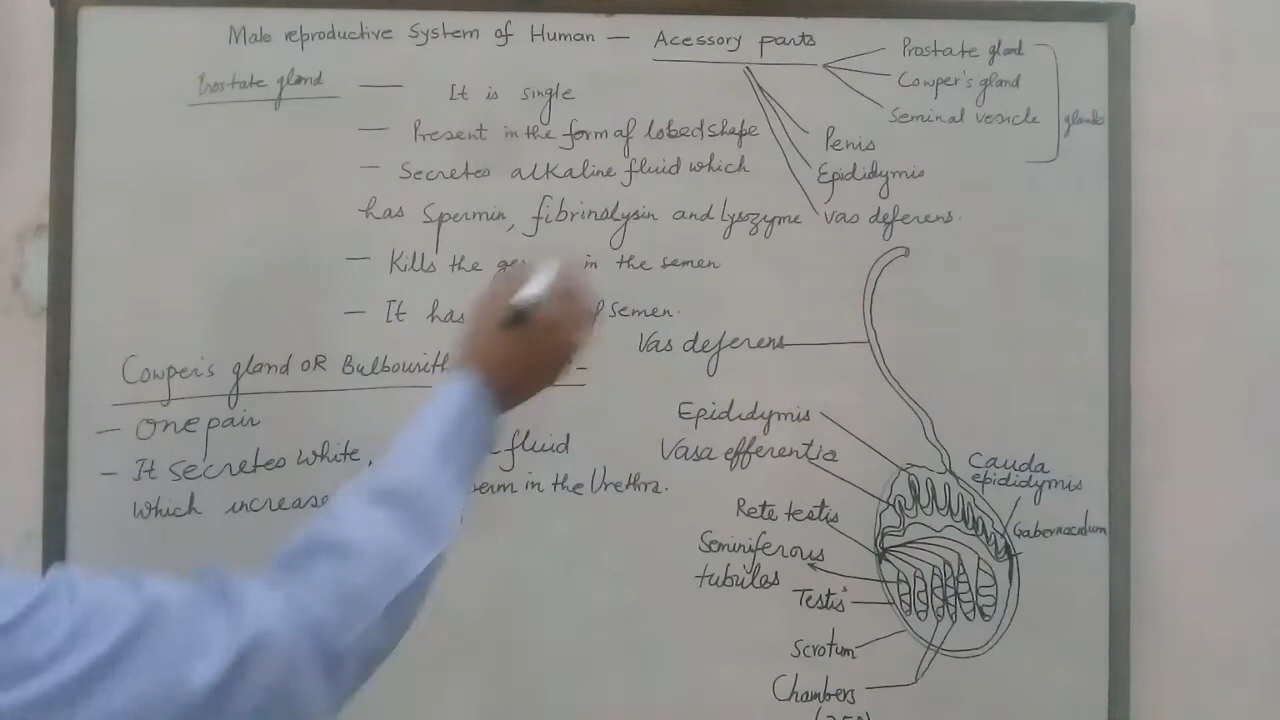 Male reproductive System of Human — Acessory parts
Prostate gland
Cowper's gland
Seminal vesicle
glands
Penis
Epididymis
Vas deferens.
Prostate gland — It is single
— Present in the form of lobed shape
— Secretes alkaline fluid which
has Spermin, fibrinolysin and lysozyme
— Kills the in the semen
— It has semen.
Cowper's gland OR
— One pair
— It secretes white, fluid
which in the Urethra.
Vas deferens
Epididymis
Vasa efferentia
Cauda
epididymis
Rete testis
Gabernaculum
Seminiferous
tubules
Testis
Scrotum
Chambers